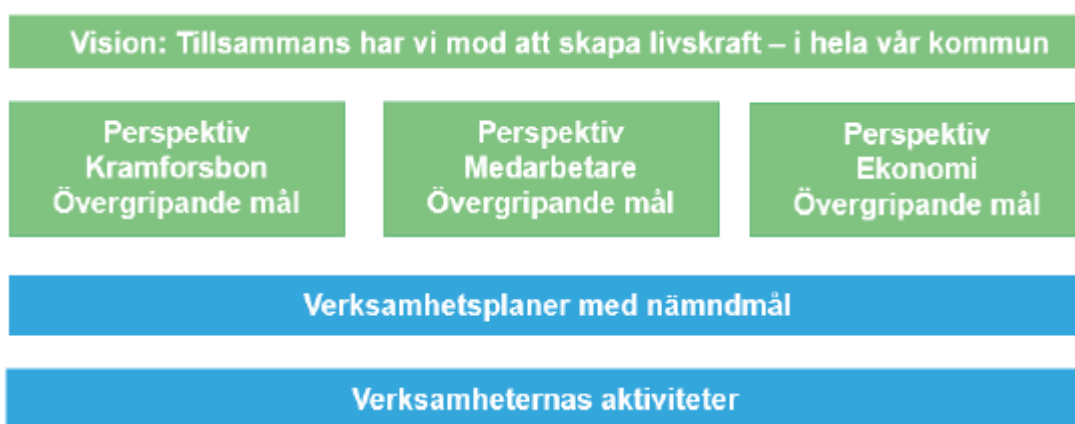 Vision: Tillsammans har vi mod att skapa livskraft – i hela vår kommun
Perspektiv
Kramforsbon
Övergripande mål
Perspektiv
Medarbetare
Övergripande mål
Perspektiv
Ekonomi
Övergripande mål
Verksamhetsplaner med nämndmål
Verksamheternas aktiviteter